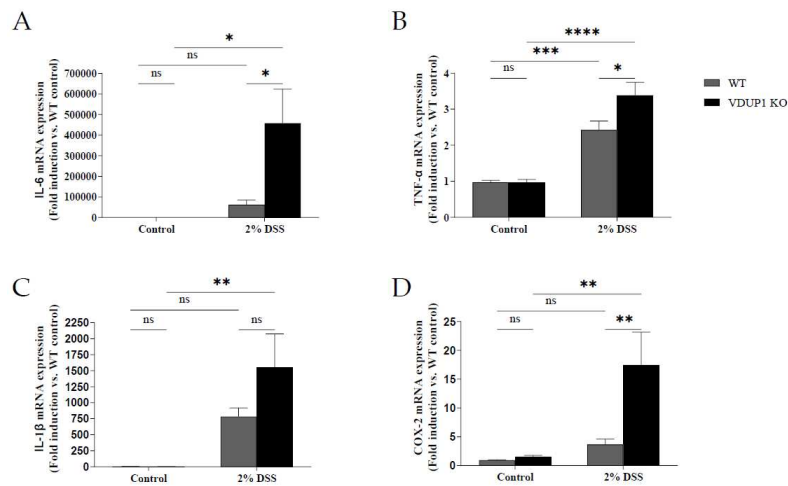 A
*
ns
ns
*
700000
600000
500000
400000
300000
200000
100000
0
IL-6 mRNA expression
(Fold induction vs. WT control)
Control
2% DSS
B
****
***
ns
*
4
3
2
1
0
TNF-α mRNA expression
(Fold induction vs. WT control)
Control
2% DSS
WT
VDUP1 KO
C
**
ns
ns
ns
2250
2000
1750
1500
1250
1000
750
500
250
0
IL-1β mRNA expression
(Fold induction vs. WT control)
Control
2% DSS
D
**
ns
ns
**
25
20
15
10
5
0
COX-2 mRNA expression
(Fold induction vs. WT control)
Control
2% DSS